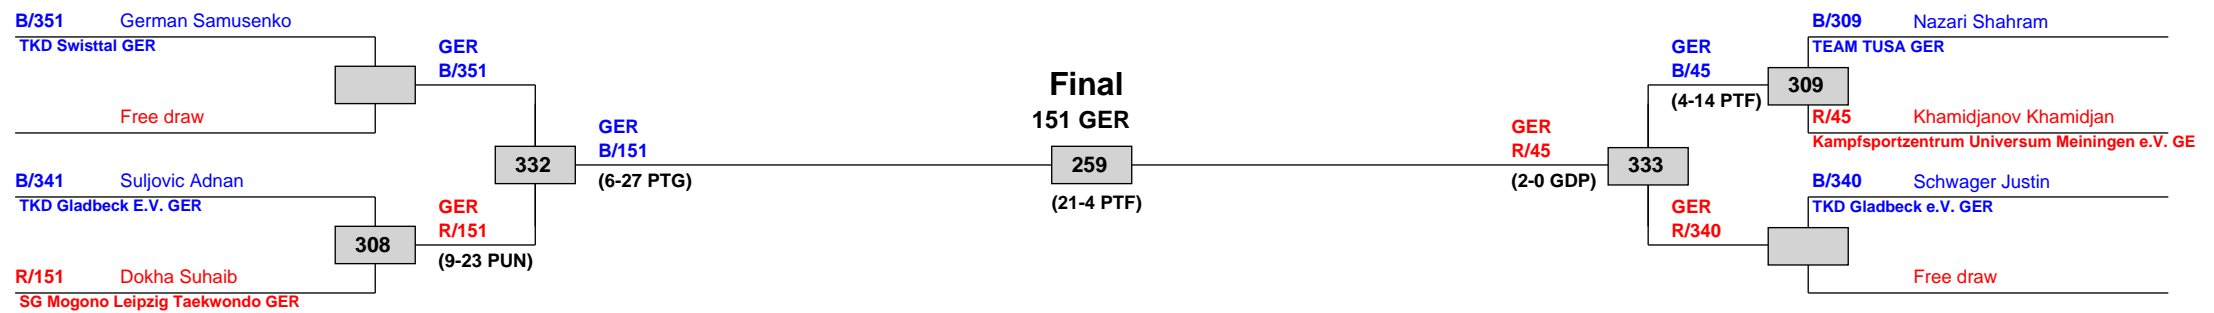 B/351 German Samusenko
TKD Swisttal GER
Free draw
B/341 Suljovic Adnan
TKD Gladbeck E.V. GER
R/151 Dokha Suhaib
SG Mogono Leipzig Taekwondo GER
308
GER
B/351
GER
R/151
(9-23 PUN)
332
GER
B/151
(6-27 PTG)
Final
151 GER
259
(21-4 PTF)
GER
R/45
(2-0 GDP)
333
GER
B/45
(4-14 PTF)
GER
R/340
309
B/309 Nazari Shahram
TEAM TUSA GER
R/45 Khamidjanov Khamidjan
Kampfsportzentrum Universum Meiningen e.V. GE
B/340 Schwager Justin
TKD Gladbeck e.V. GER
Free draw